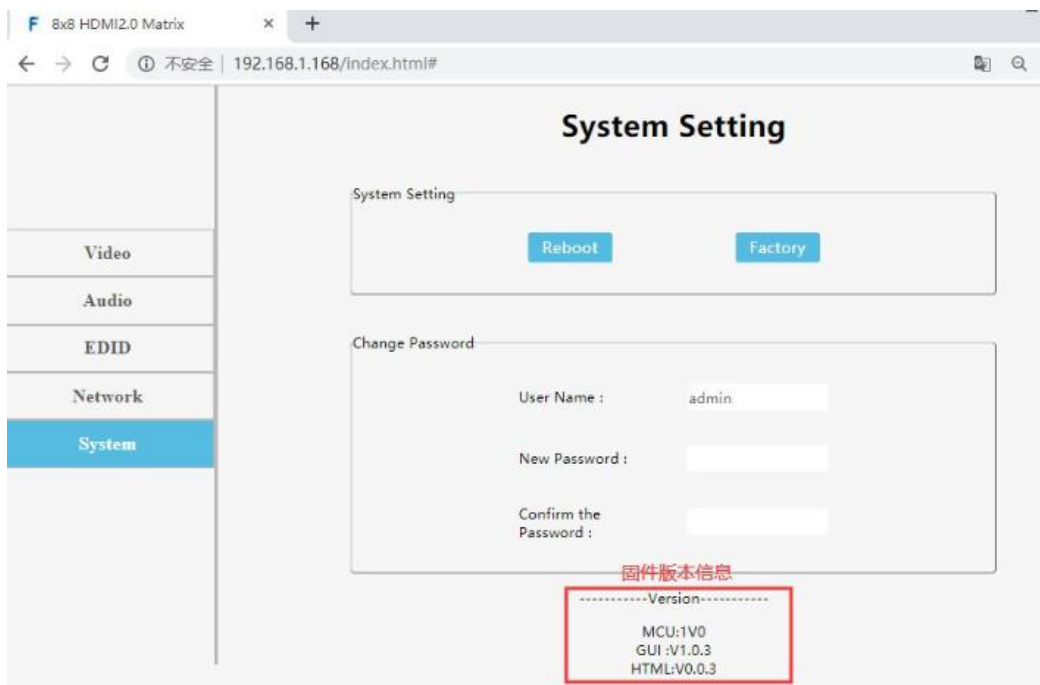 F 8x8 HDMI2.0 Matrix
不安全 | 192.168.1.168/index.html#
System Setting
System Setting
Reboot Factory
Video
Audio
EDID
Network
System
Change Password
User Name : admin
New Password :
Confirm the
Password :
固件版本信息
-----------Version-----------
MCU:1V0
GUI :V1.0.3
HTML:V0.0.3